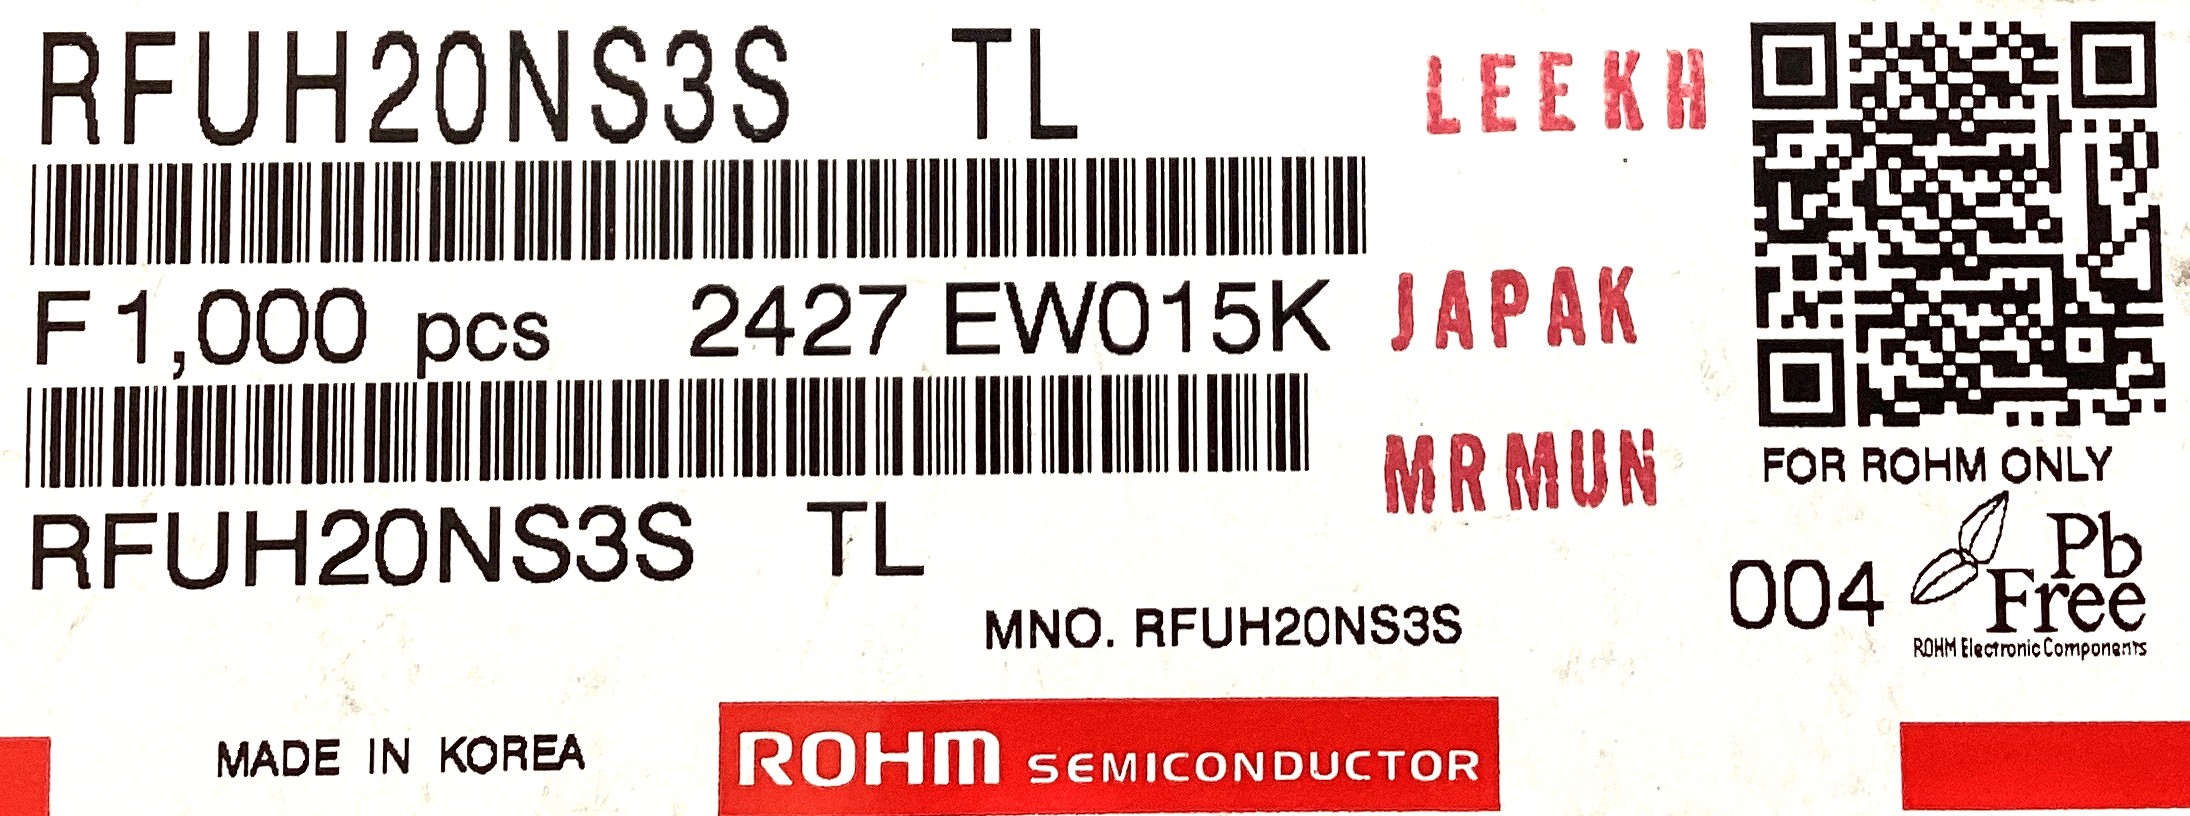 RFUH20NS3S TL
LEEKH
F 1,000 pcs 2427 EW015K
JAPAK
MRMUN
FOR ROHM ONLY
RFUH20NS3S TL
004
Pb
Free
ROHM Electronic Components
MNO. RFUH20NS3S
MADE IN KOREA
ROHM SEMICONDUCTOR